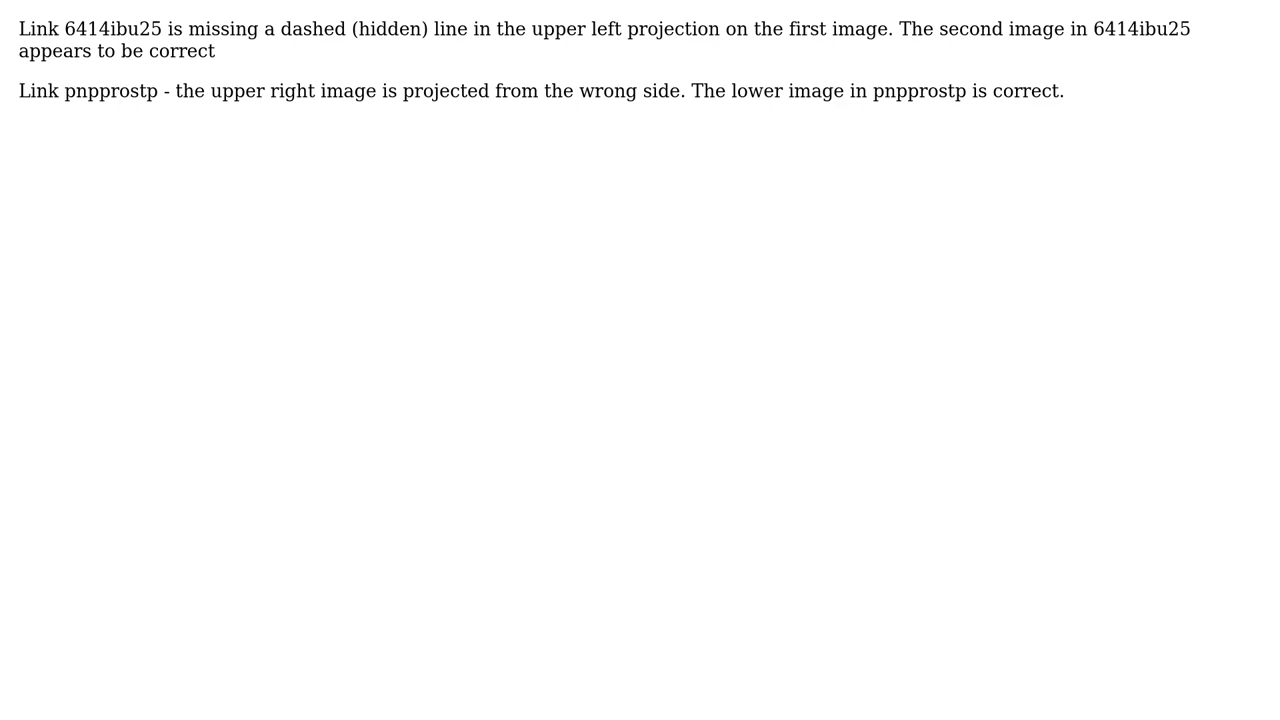 Link 6414ibu25 is missing a dashed (hidden) line in the upper left projection on the first image. The second image in 6414ibu25
appears to be correct
Link pnpprostp - the upper right image is projected from the wrong side. The lower image in pnpprostp is correct.